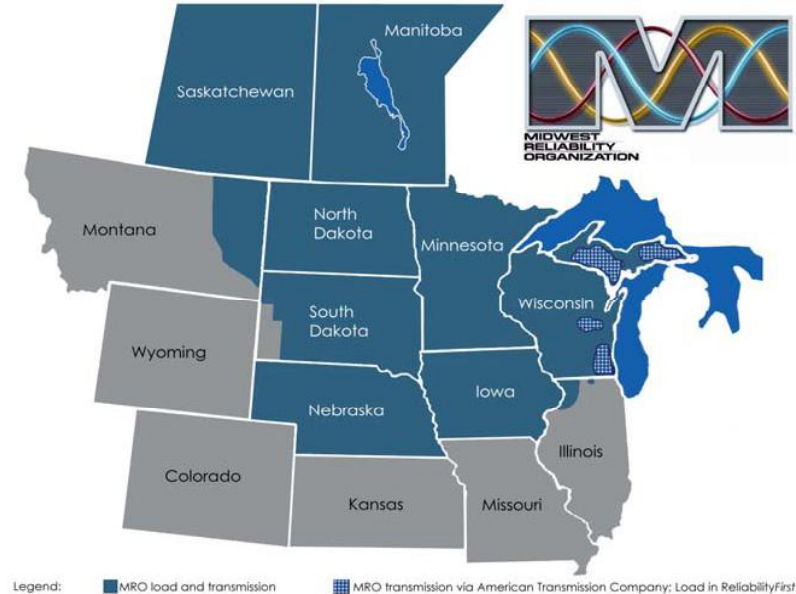 Manitoba
Saskatchewan
MIDWEST
RELIABILITY
ORGANIZATION
Montana
North
Dakota
Minnesota
South
Dakota
Wisconsin
Wyoming
Nebraska
Iowa
Illinois
Colorado
Kansas
Missouri
Legend: MRO load and transmission MRO transmission via American Transmission Company; Load in ReliabilityFirst